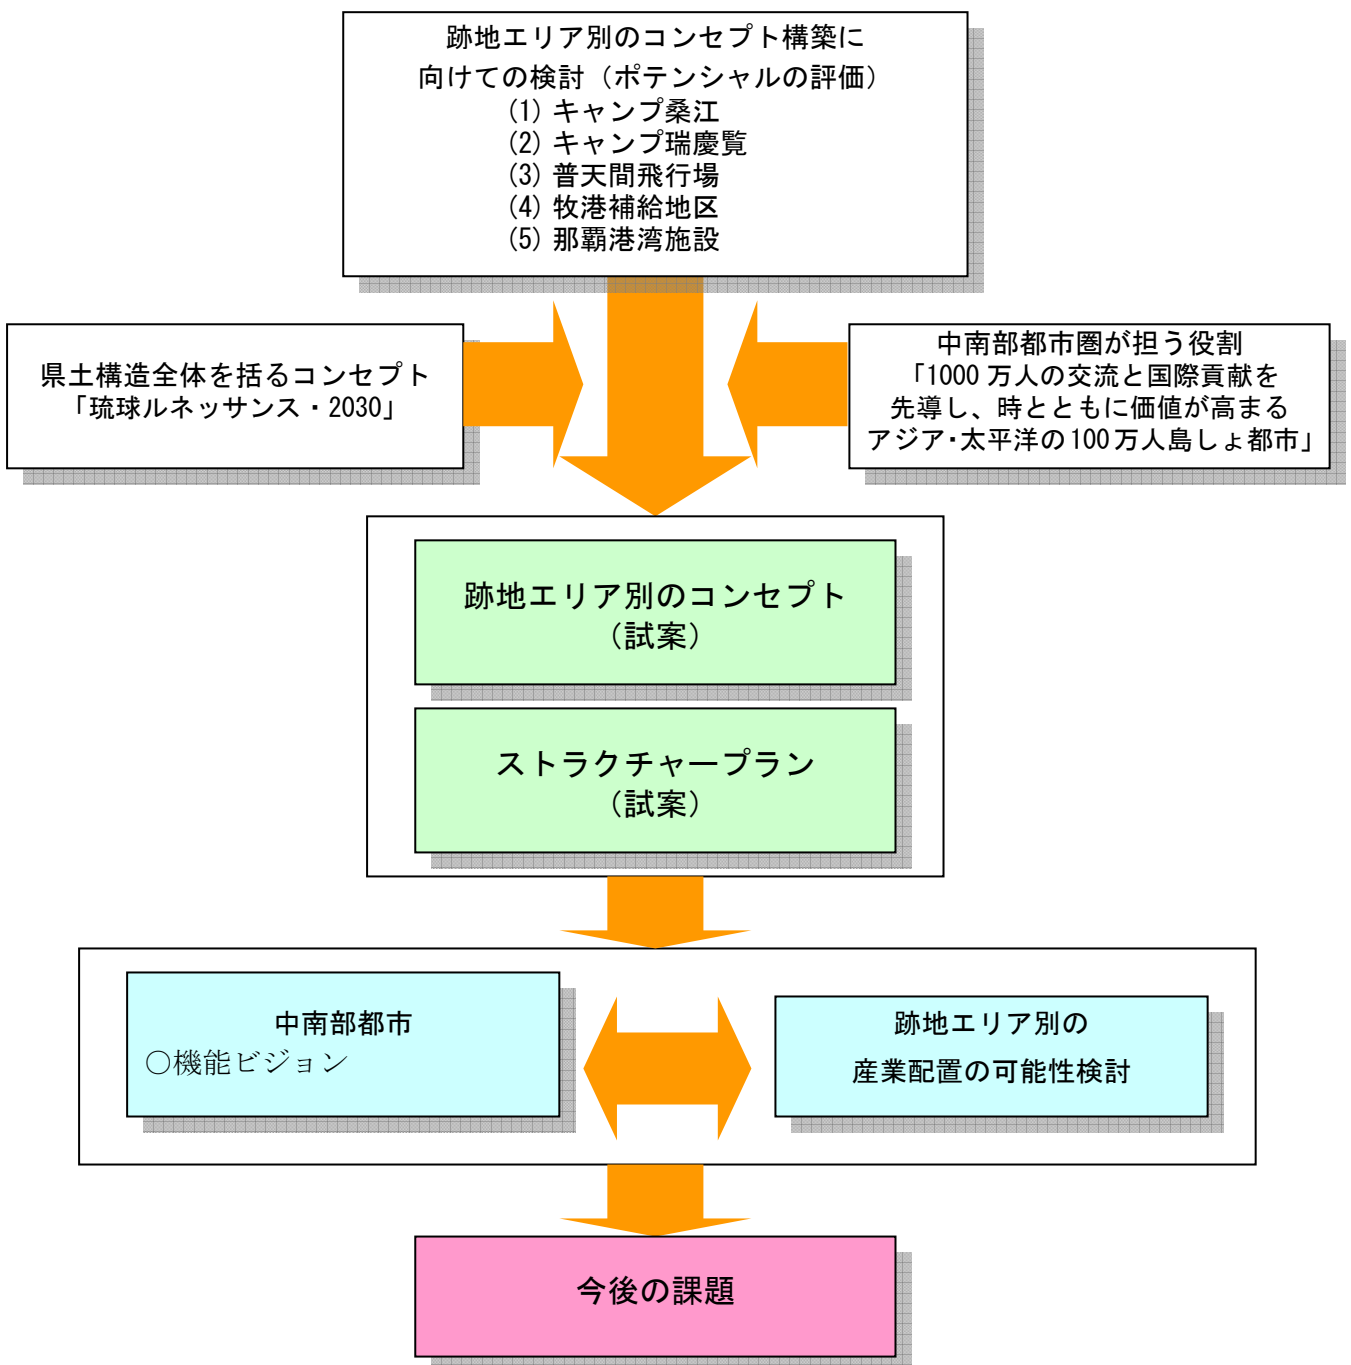 跡地エリア別のコンセプト構築に
向けての検討（ポテンシャルの評価）
(1) キャンプ桑江
(2) キャンプ瑞慶覧
(3) 普天間飛行場
(4) 牧港補給地区
(5) 那覇港湾施設
県土構造全体を括るコンセプト
「琉球ルネッサンス・2030」
中南部都市圏が担う役割
「1000 万人の交流と国際貢献を
先導し、時とともに価値が高まる
アジア・太平洋の 100 万人島しょ都市」
跡地エリア別のコンセプト
（試案）
ストラクチャープラン
（試案）
中南部都市
○機能ビジョン
跡地エリア別の
産業配置の可能性検討
今後の課題